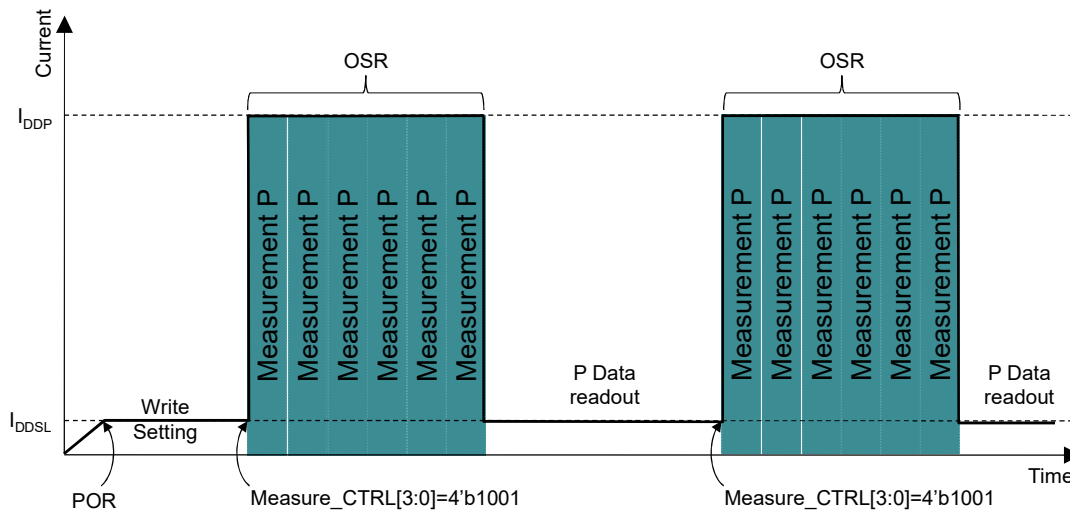 Current
OSR
OSR
IDDP
Measurement P
Measurement P
Measurement P
Measurement P
Measurement P
Measurement P
Measurement P
Measurement P
Measurement P
Measurement P
Measurement P
Measurement P
P Data
readout
P Data
readout
IDDSL
Write
Setting
Time
POR
Measure_CTRL[3:0]=4'b1001
Measure_CTRL[3:0]=4'b1001